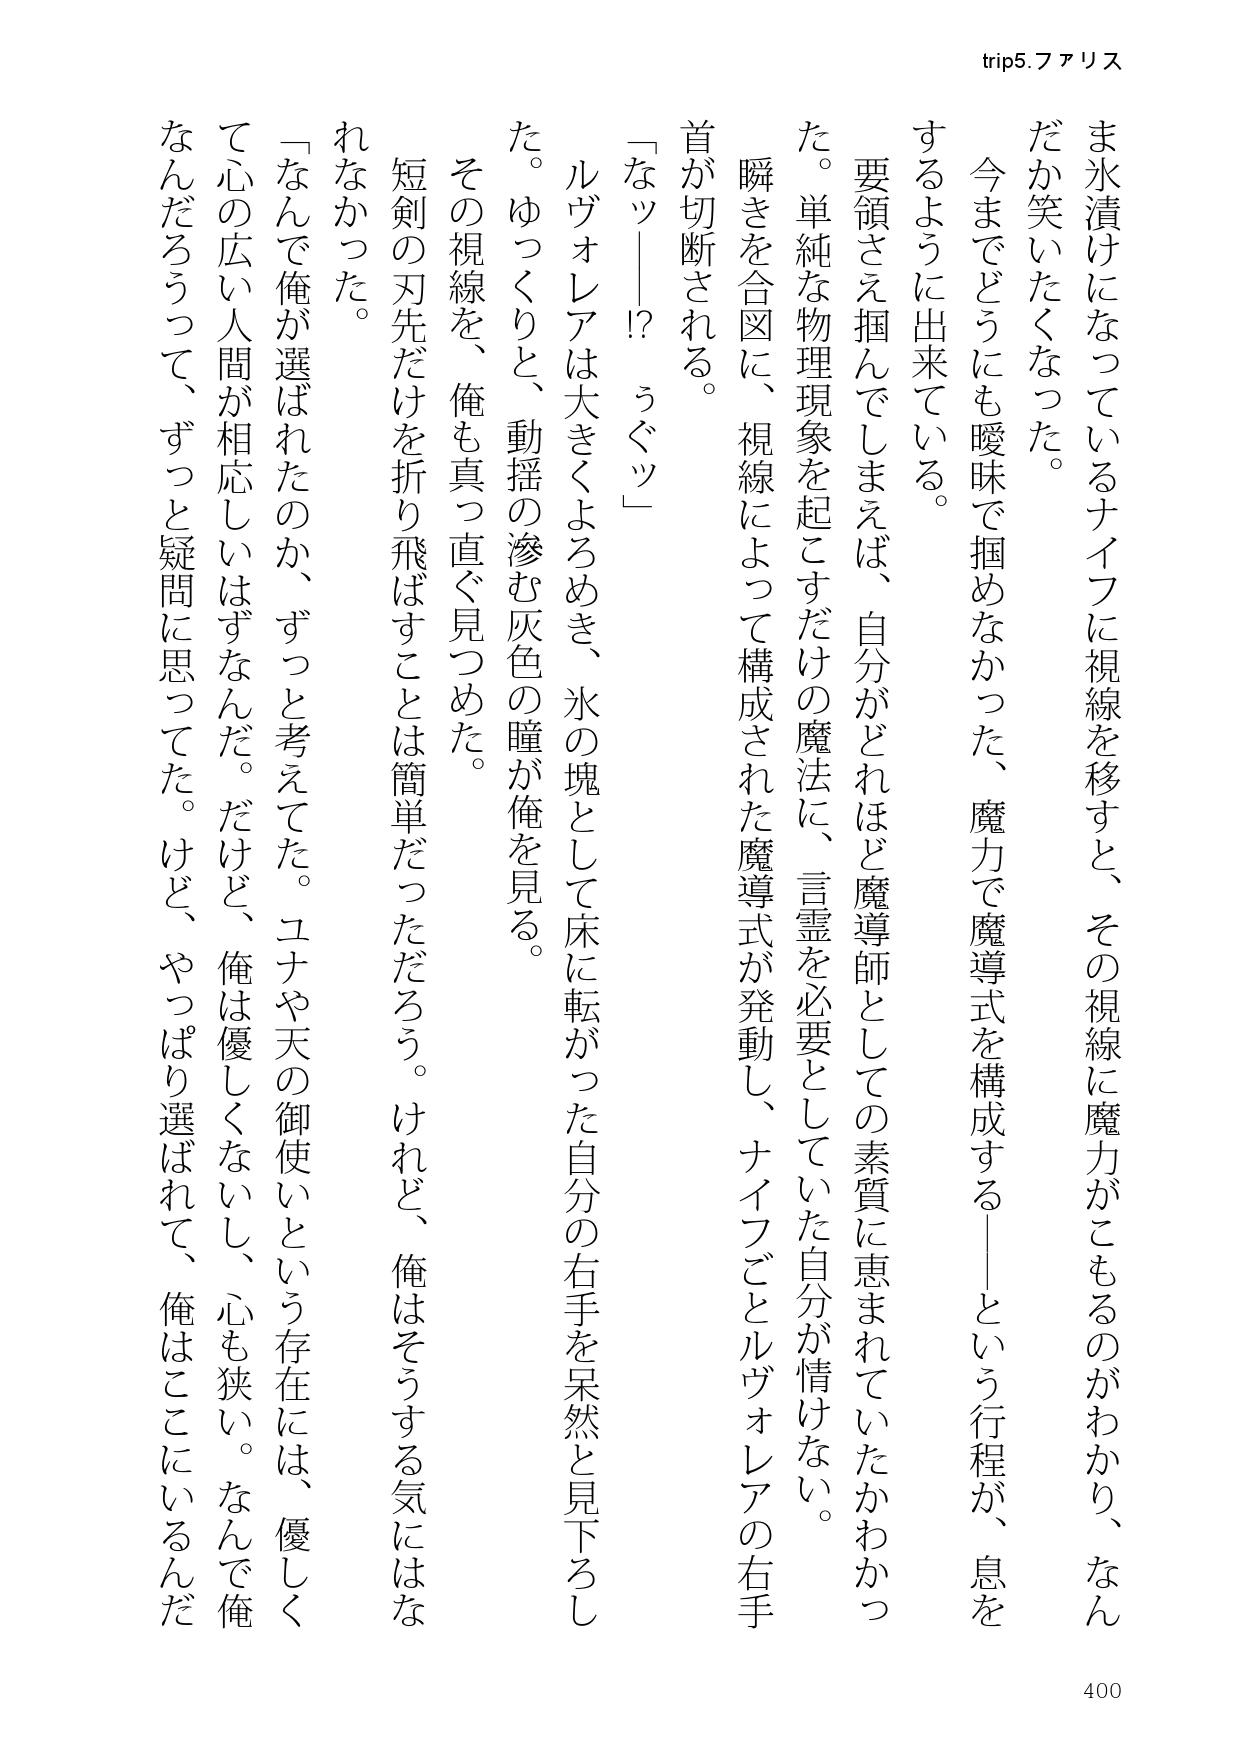 trip5.ファリス
ま氷漬けになっているナイフに視線を移すと、その視線に魔力がこもるのがわかり、なん
だか笑いたくなった。
　今までどうにも曖昧で掴めなかった、魔力で魔導式を構成する――という行程が、息を
するように出来ている。
　要領さえ掴んでしまえば、自分がどれほど魔導師としての素質に恵まれていたかわかっ
た。単純な物理現象を起こすだけの魔法に、言霊を必要としていた自分が情けない。
　瞬きを合図に、視線によって構成された魔導式が発動し、ナイフごとルヴォレアの右手
首が切断される。
「なッ――!?　うぐッ」
　ルヴォレアは大きくよろめき、氷の塊として床に転がった自分の右手を呆然と見下ろし
た。ゆっくりと、動揺の滲む灰色の瞳が俺を見る。
　その視線を、俺も真っ直ぐ見つめた。
　短剣の刃先だけを折り飛ばすことは簡単だっただろう。けれど、俺はそうする気にはな
れなかった。
「なんで俺が選ばれたのか、ずっと考えてた。ユナや天の御使いという存在には、優しく
て心の広い人間が相応しいはずなんだ。だけど、俺は優しくないし、心も狭い。なんで俺
なんだろうって、ずっと疑問に思ってた。けど、やっぱり選ばれて、俺はここにいるんだ
400